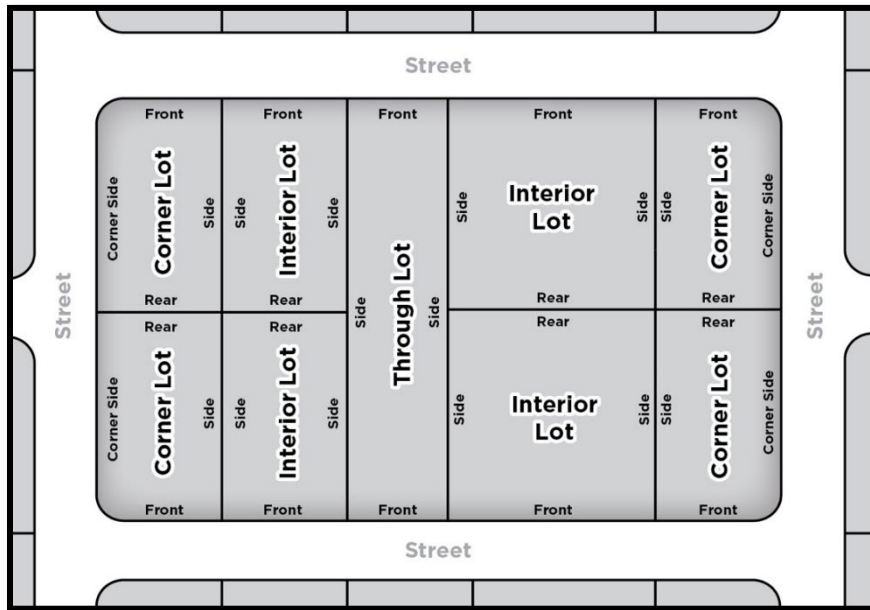 Street
Front
Front
Front
Front
Front
Corner Side
Corner Lot
Side
Side
Interior Lot
Side
Side
Interior
Lot
Side
Side
Corner Lot
Corner Side
Rear
Rear
Rear
Rear
Street
Side
Through Lot
Side
Street
Rear
Rear
Rear
Rear
Corner Side
Corner Lot
Side
Side
Interior Lot
Side
Side
Interior
Lot
Side
Side
Corner Lot
Corner Side
Front
Front
Front
Front
Front
Street